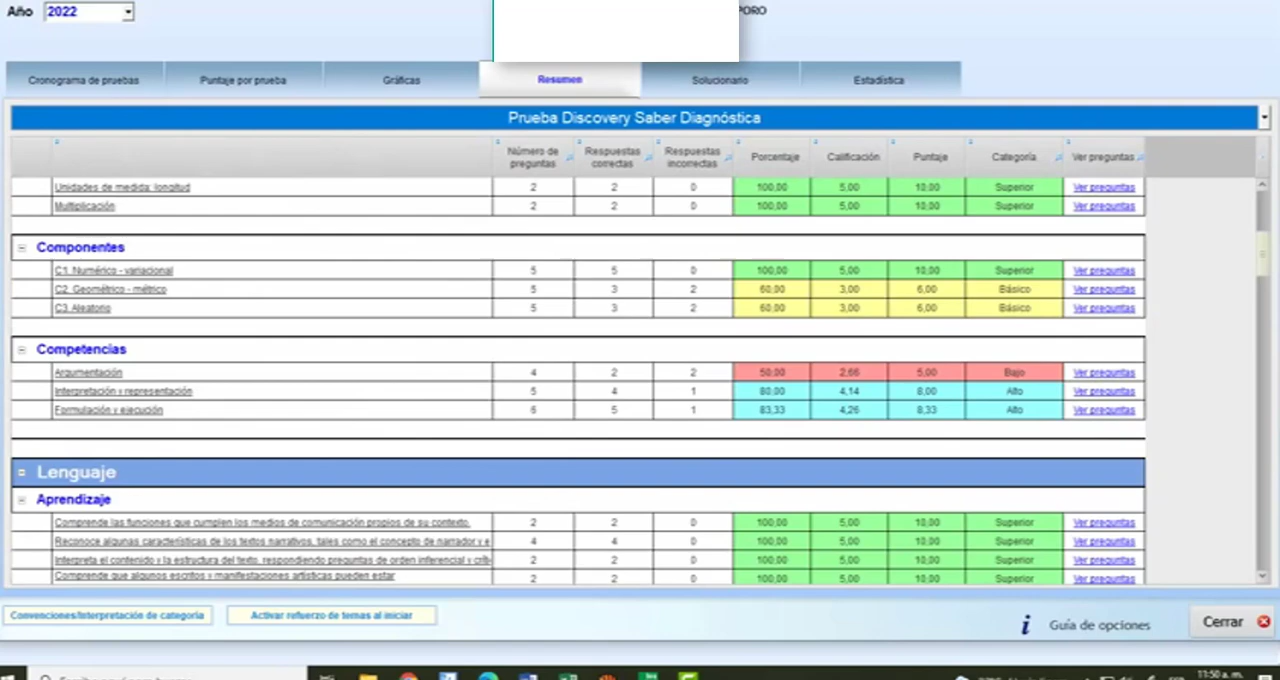 Año 2022 PORO
Cronograma de pruebas Puntaje por prueba Gráficas Resumen Solucionario Estadística
Prueba Discovery Saber Diagnóstica
Número de preguntas Respuestas correctas Respuestas incorrectas Porcentaje Calificación Puntaje Categoría Ver preguntas
Unidades de medida: longitud 2 2 0 100,00 5,00 10,00 Superior Ver preguntas
Multiplicación 2 2 0 100,00 5,00 10,00 Superior Ver preguntas
Componentes
C1. Numérico - variacional 5 5 0 100,00 5,00 10,00 Superior Ver preguntas
C2. Geométrico - métrico 5 3 2 60,00 3,00 6,00 Básico Ver preguntas
C3. Aleatorio 5 3 2 60,00 3,00 6,00 Básico Ver preguntas
Competencias
Argumentación 4 2 2 50,00 2,66 5,00 Bajo Ver preguntas
Interpretación y representación 5 4 1 80,00 4,14 8,00 Alto Ver preguntas
Formulación y ejecución 6 5 1 83,33 4,26 8,33 Alto Ver preguntas
Lenguaje
Aprendizaje
Comprende las funciones que cumplen los medios de comunicación propios de su contexto. 2 2 0 100,00 5,00 10,00 Superior Ver preguntas
Reconoce algunas características de los textos narrativos, tales como el concepto de narrador y e 4 4 0 100,00 5,00 10,00 Superior Ver preguntas
Interpreta el contenido y la estructura del texto, respondiendo preguntas de orden inferencial y crític 2 2 0 100,00 5,00 10,00 Superior Ver preguntas
Comprende que algunos escritos y manifestaciones artísticas pueden estar 2 2 0 100,00 5,00 10,00 Superior Ver preguntas
Convenciones/Interpretación de categoría Activar refuerzo de temas al iniciar i Guía de opciones Cerrar
11:50 a. m.